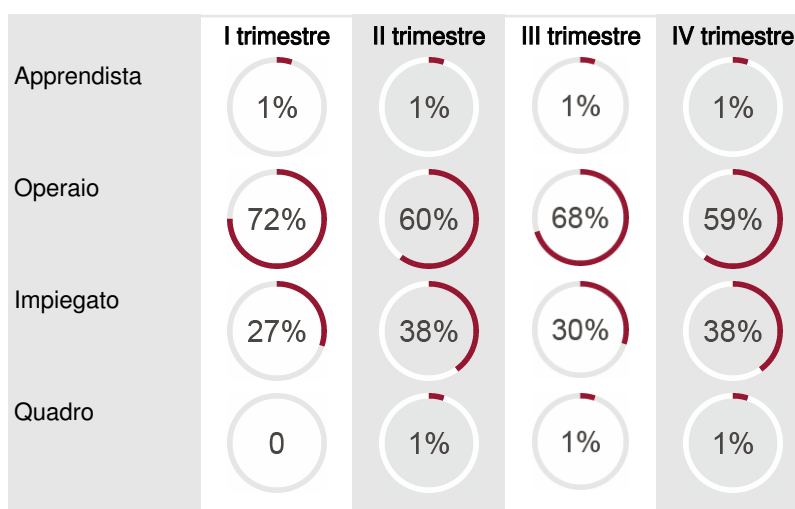 I trimestre II trimestre III trimestre IV trimestre
Apprendista 1% 1% 1% 1%
Operaio 72% 60% 68% 59%
Impiegato 27% 38% 30% 38%
Quadro 0 1% 1% 1%